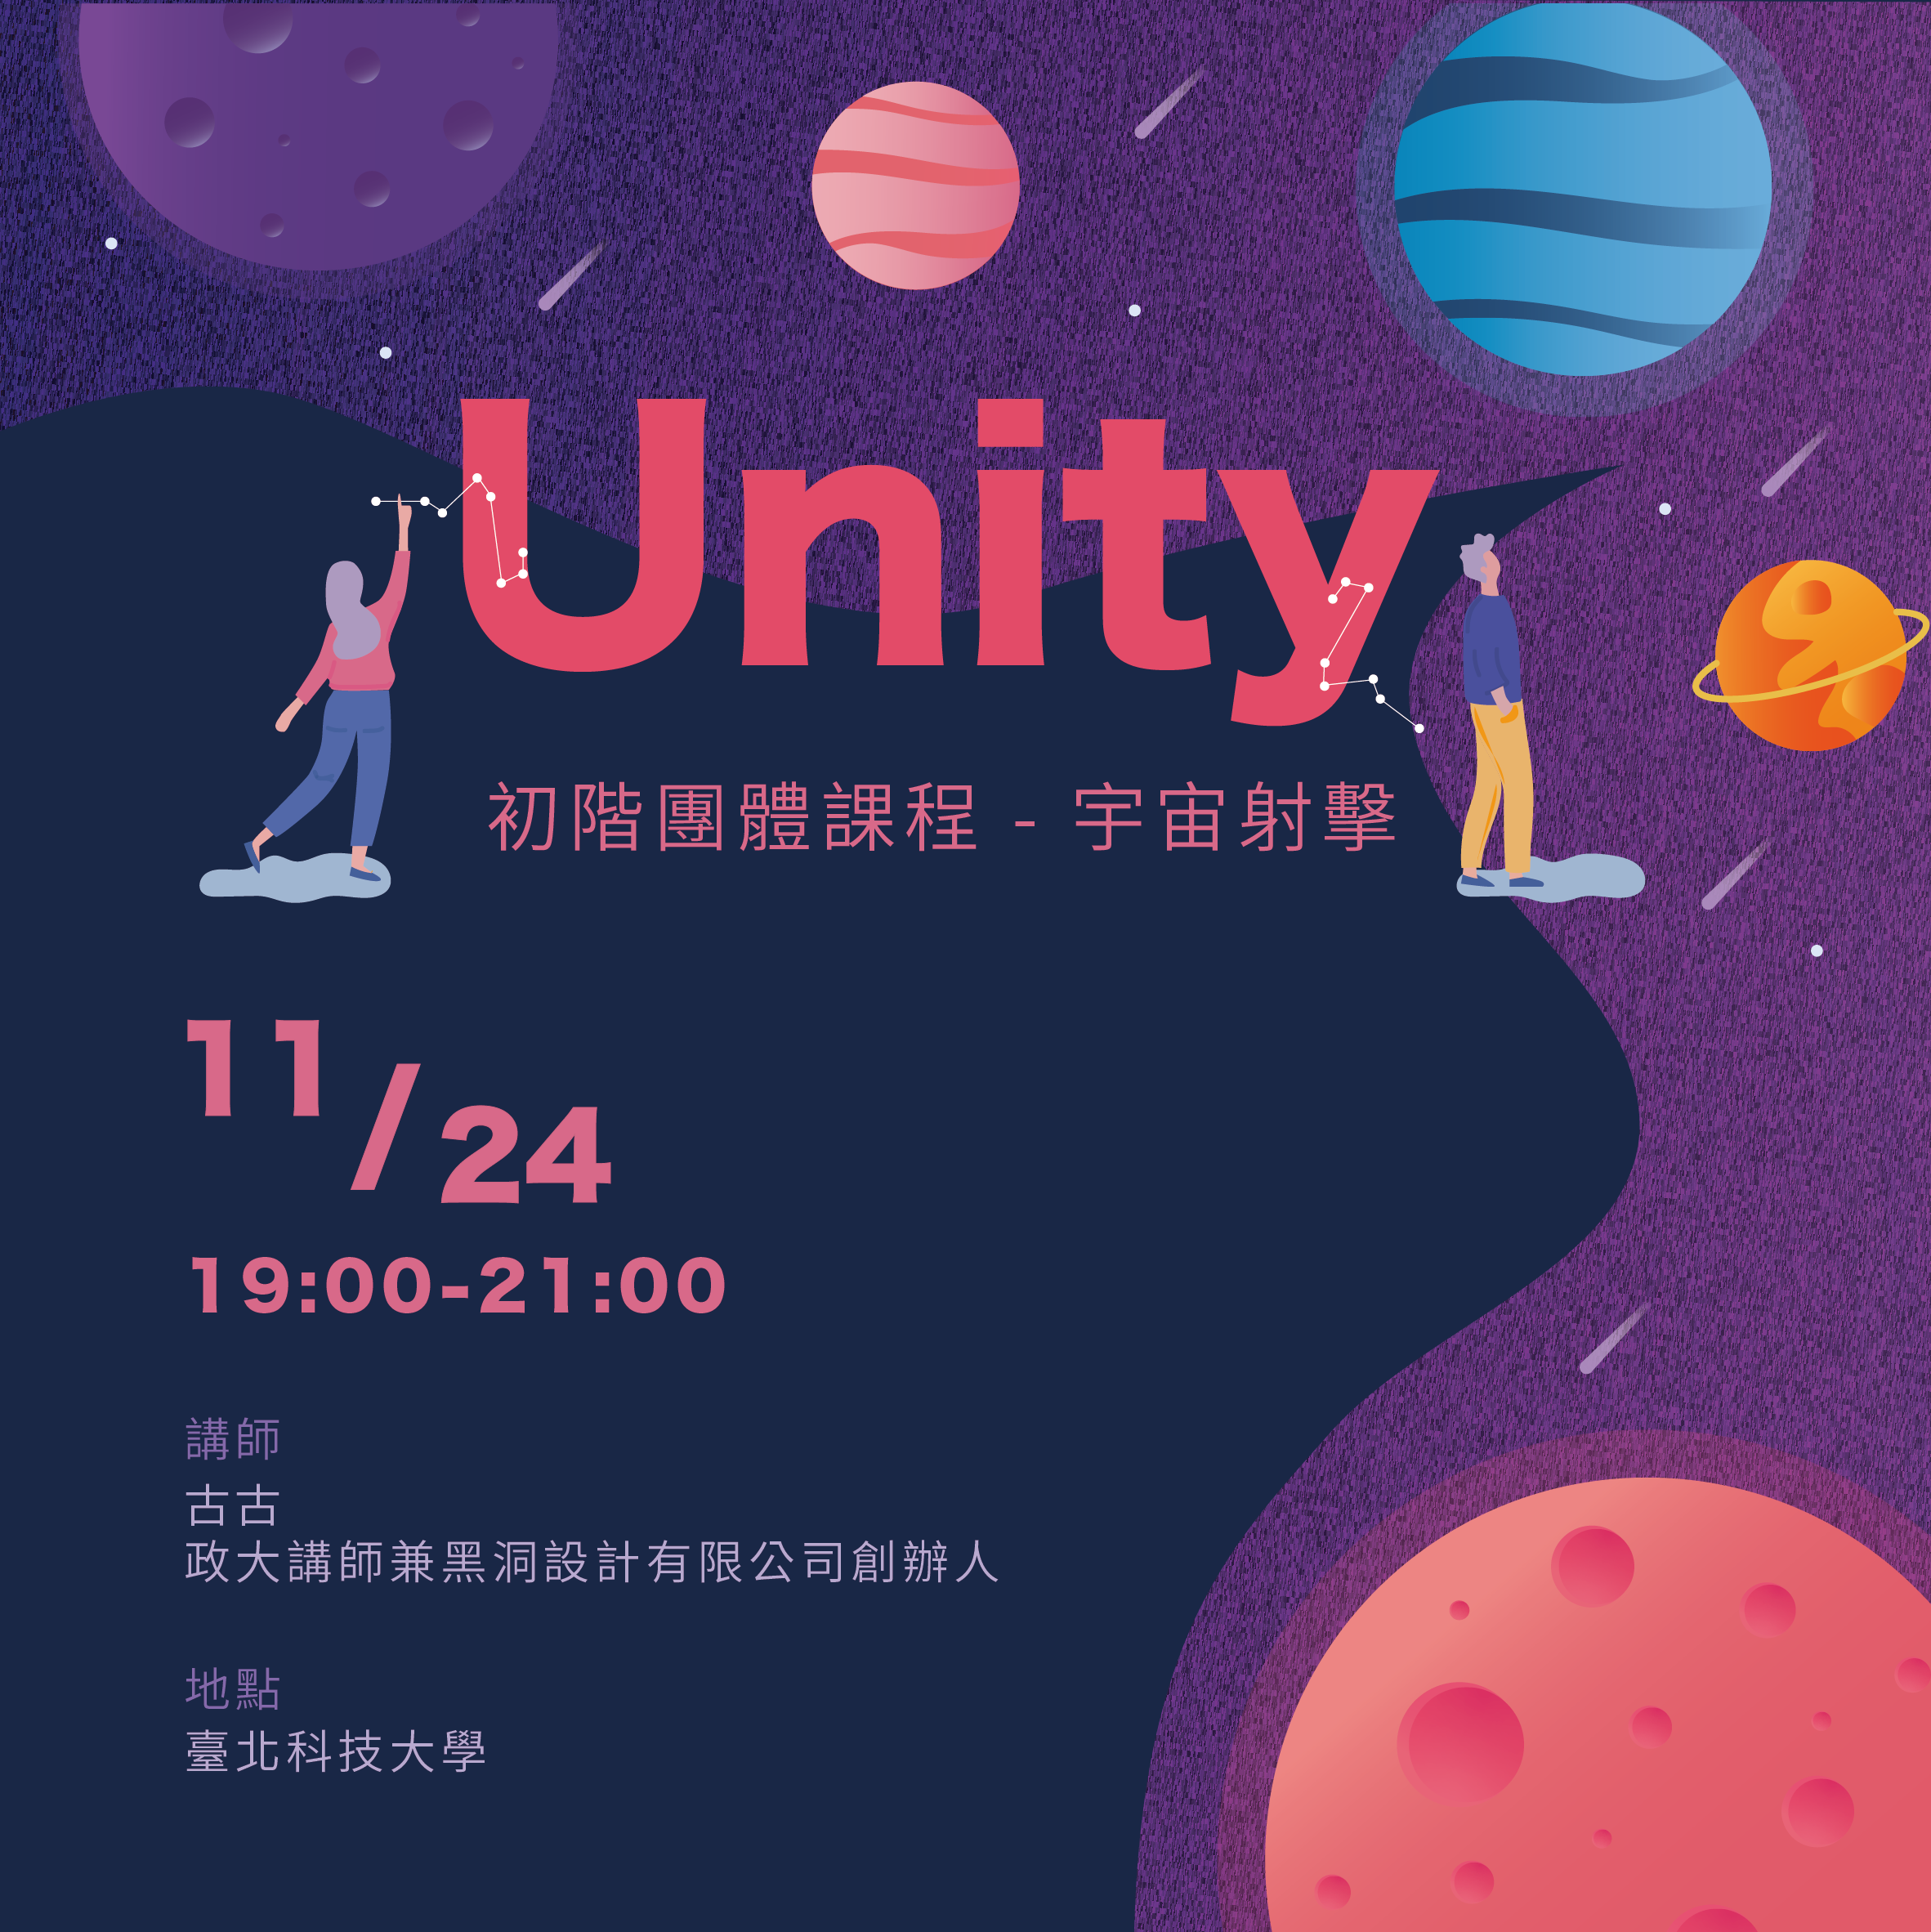 Unity
初階團體課程 - 宇宙射擊
11/24
19:00-21:00
講師
古古
政大講師兼黑洞設計有限公司創辦人
地點
臺北科技大學